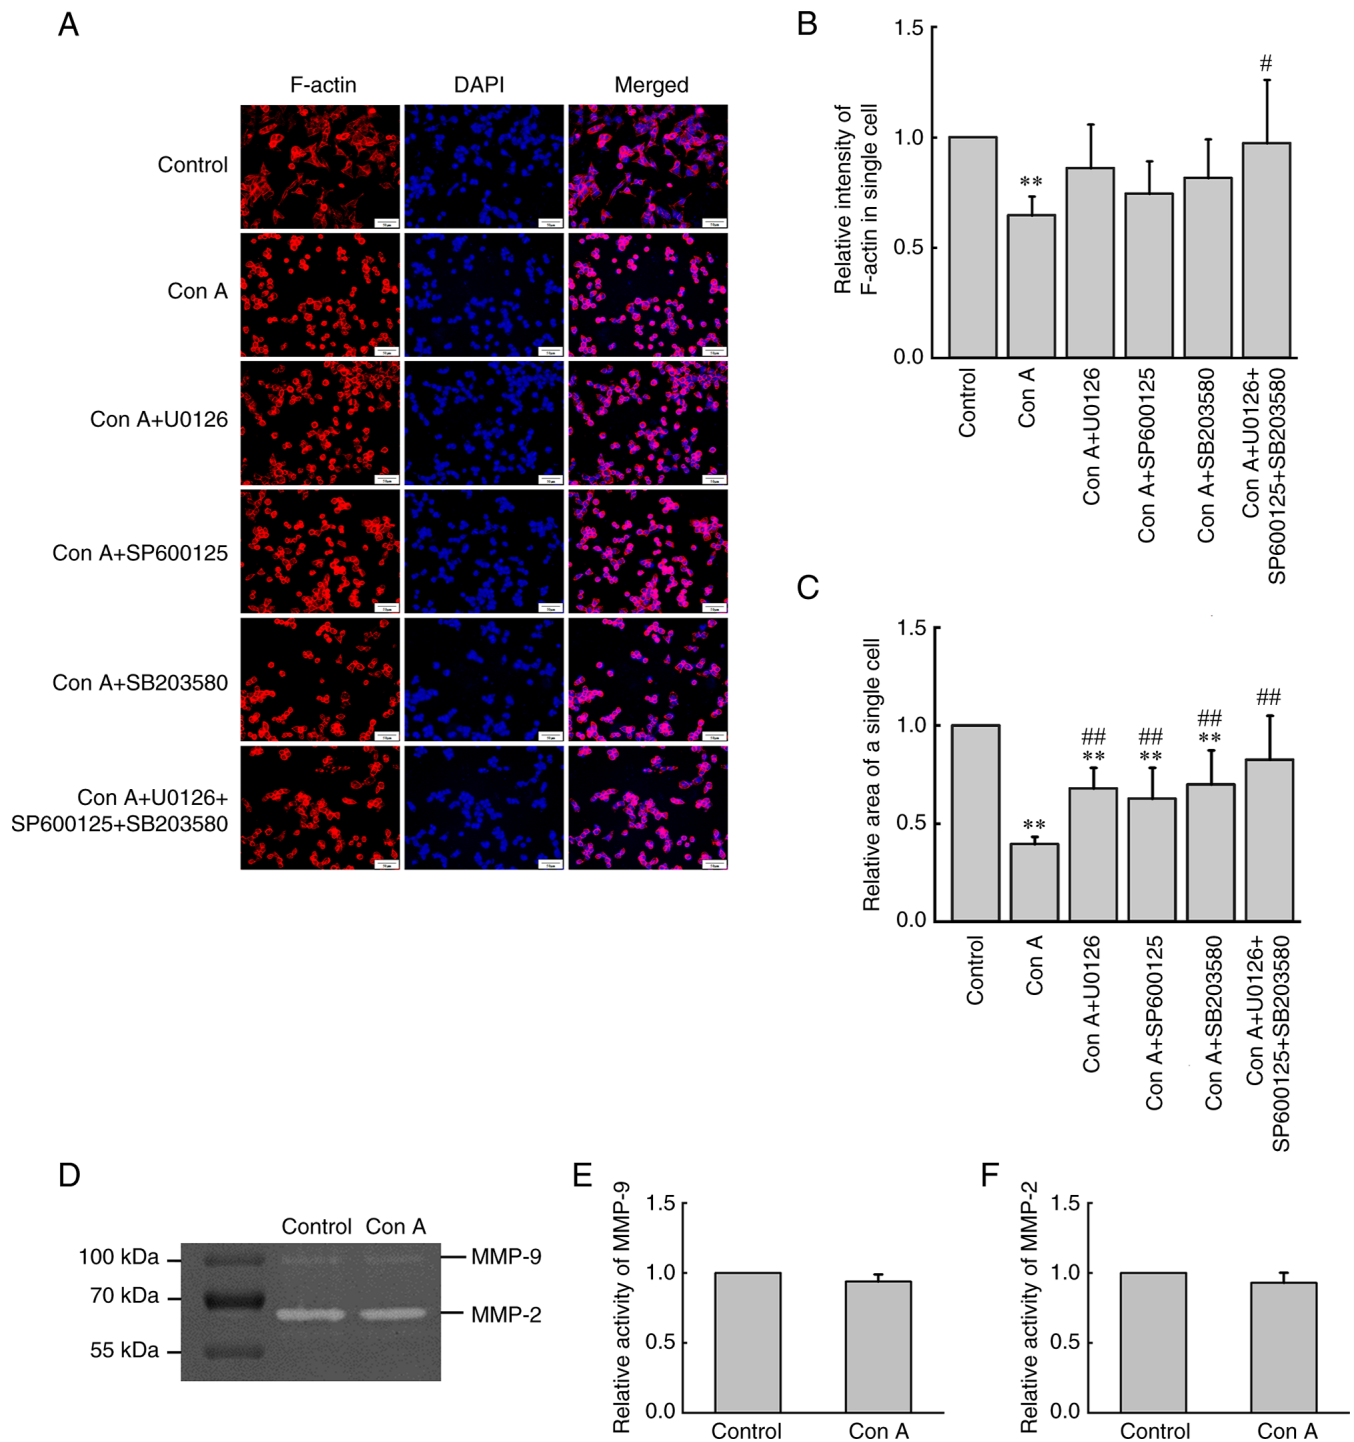 A
F-actin
DAPI
Merged
Control
Con A
Con A+U0126
Con A+SP600125
Con A+SB203580
Con A+U0126+
SP600125+SB203580
B
Relative intensity of
F-actin in single cell
1.5
1.0
0.5
0.0
**
#
Control
Con A
Con A+U0126
Con A+SP600125
Con A+SB203580
Con A+U0126+
SP600125+SB203580
C
Relative area of a single cell
1.5
1.0
0.5
0.0
**
##
**
##
**
##
**
##
Control
Con A
Con A+U0126
Con A+SP600125
Con A+SB203580
Con A+U0126+
SP600125+SB203580
D
Control
Con A
100 kDa
70 kDa
55 kDa
MMP-9
MMP-2
E
Relative activity of MMP-9
1.5
1.0
0.5
0.0
Control
Con A
F
Relative activity of MMP-2
1.5
1.0
0.5
0.0
Control
Con A